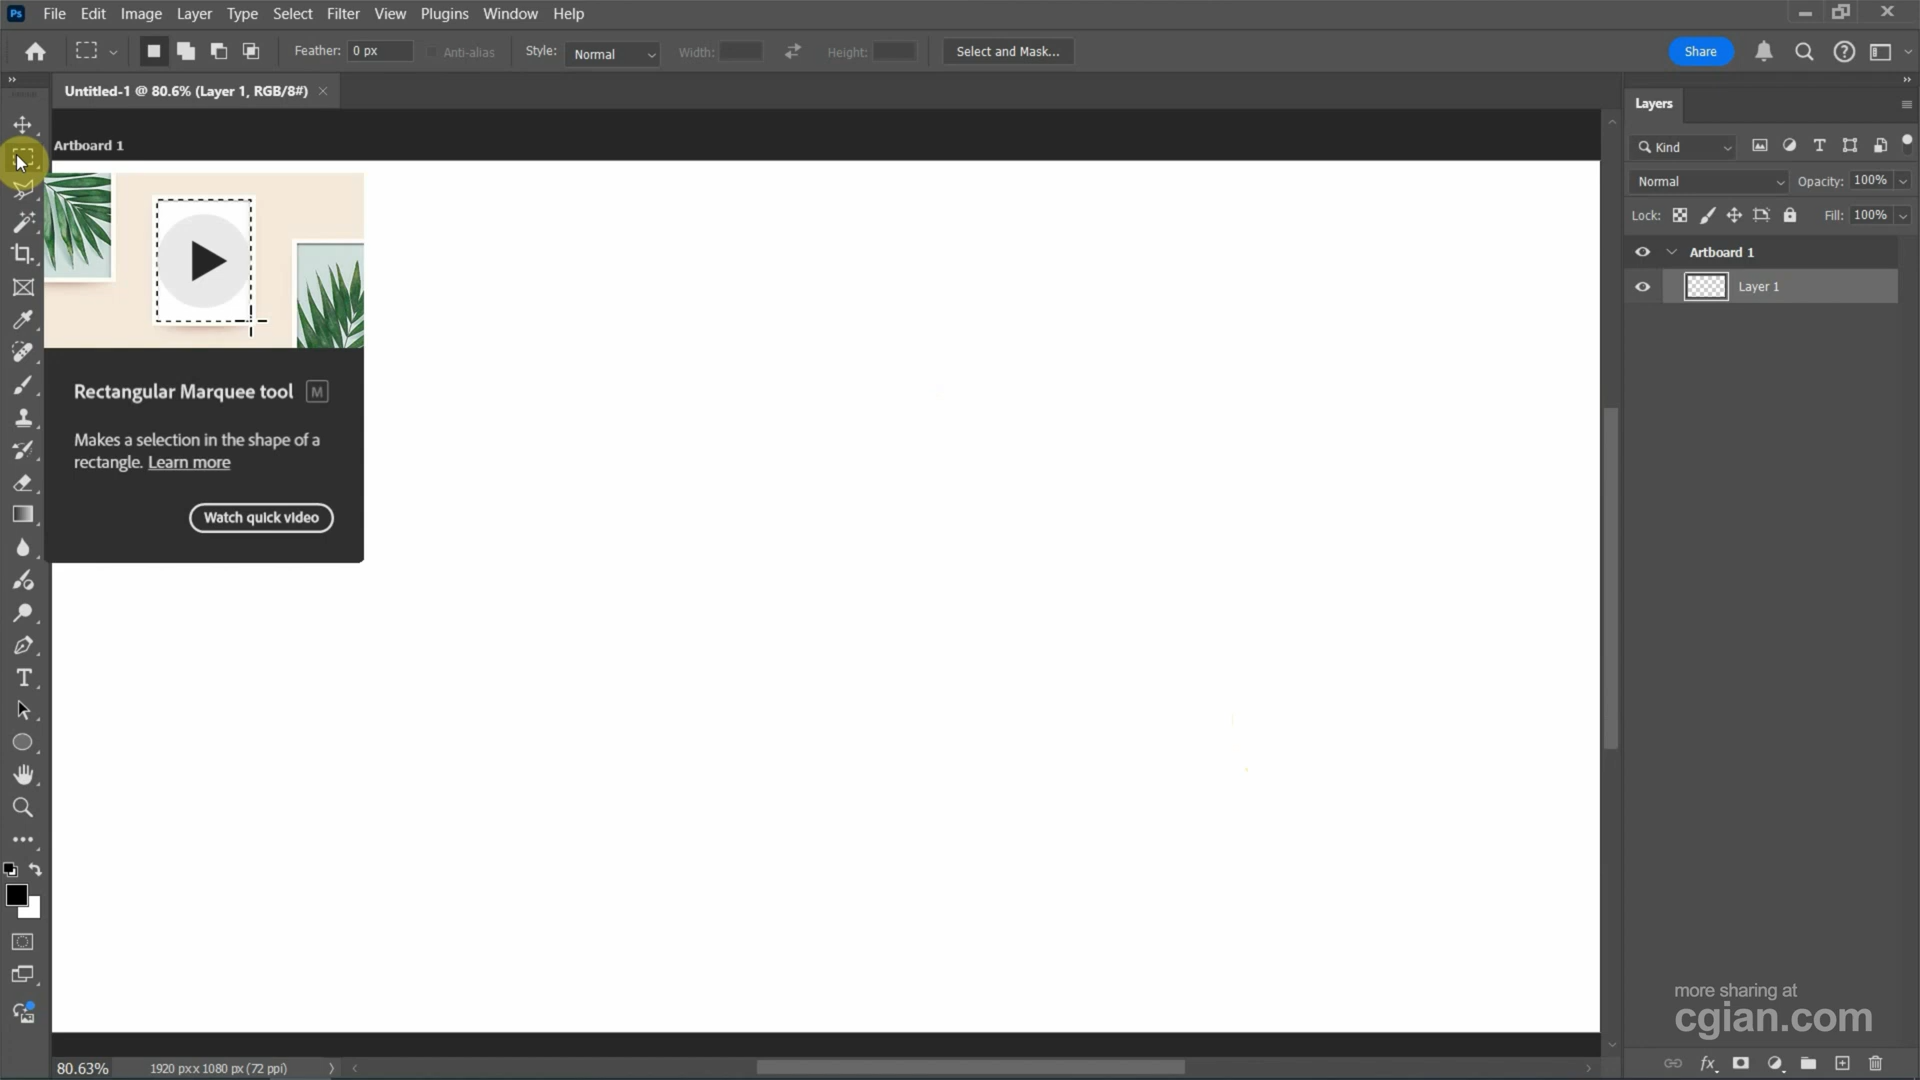 Ps File Edit Image Layer Type Select Filter View Plugins Window Help
Feather: 0 px Anti-alias Style: Normal Width: Height: Select and Mask... Share
Untitled-1 @ 80.6% (Layer 1, RGB/8#)
Layers
Artboard 1
Kind
Normal Opacity: 100%
Lock: Fill: 100%
Artboard 1
Layer 1
Rectangular Marquee tool M
Makes a selection in the shape of a
rectangle. Learn more
Watch quick video
more sharing at
cgian.com
80.63% 1920 px x 1080 px (72 ppi)